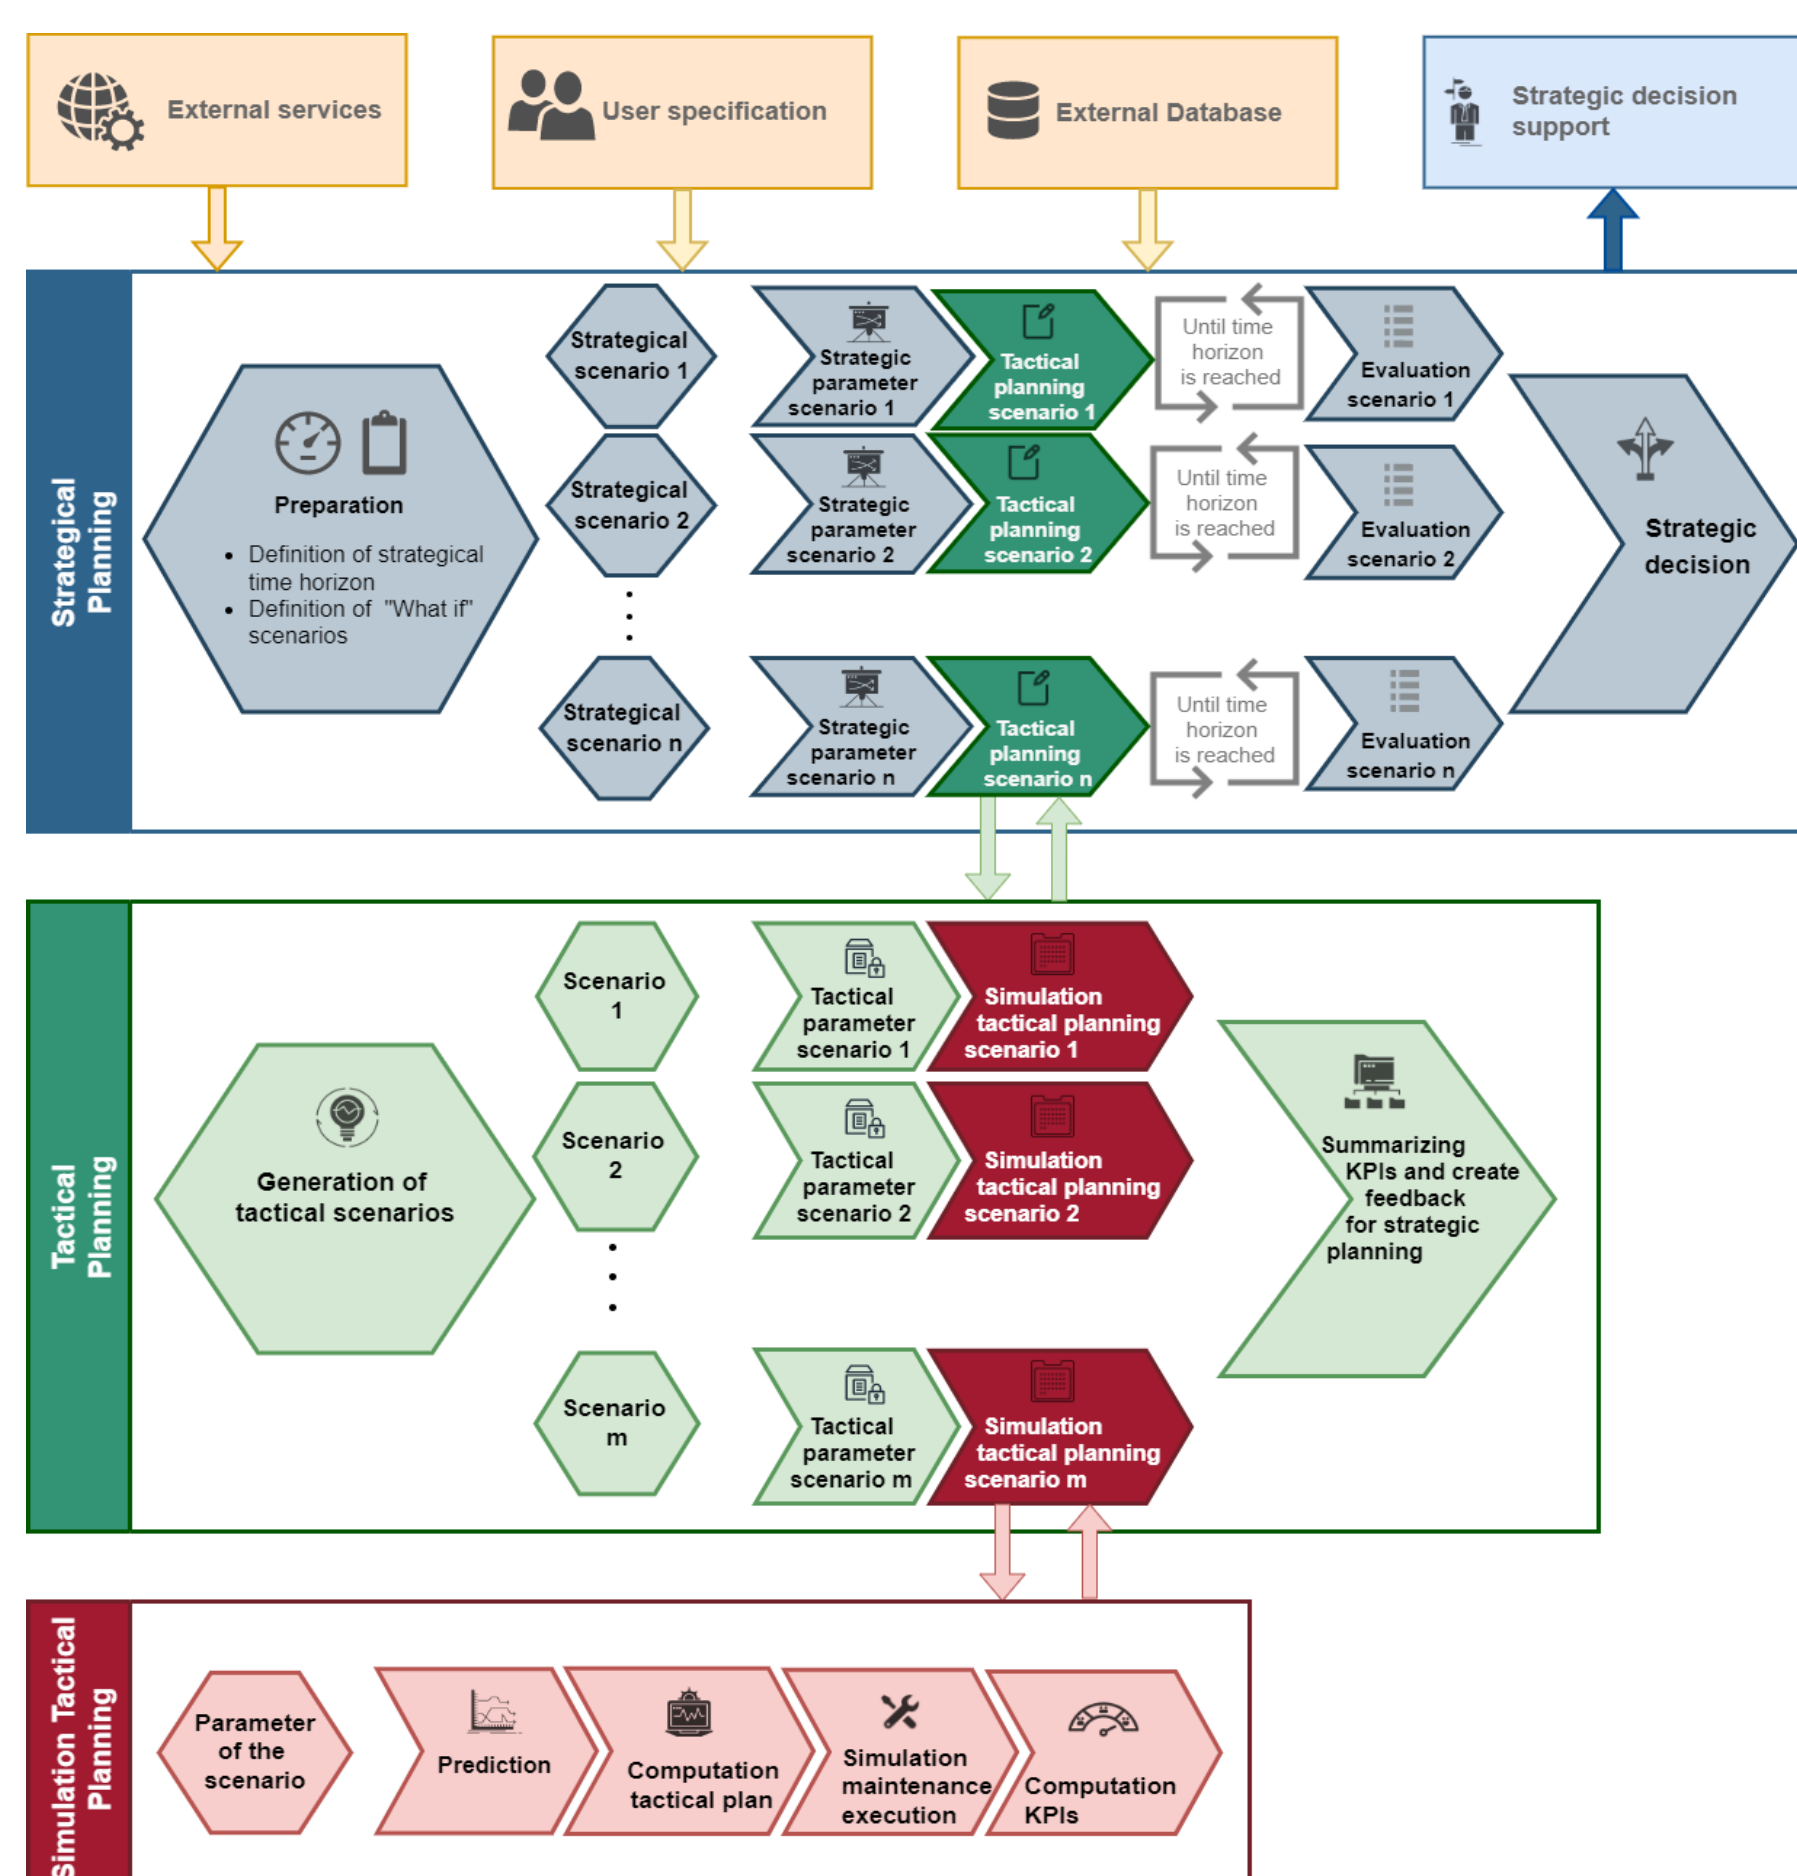 External services
User specification
External Database
Strategic decision
support
Strategical
Planning
Preparation
• Definition of strategical
time horizon
• Definition of "What if"
scenarios
Strategical
scenario 1
Strategic
parameter
scenario 1
Tactical
planning
scenario 1
Until time
horizon
is reached
Evaluation
scenario 1
Strategical
scenario 2
Strategic
parameter
scenario 2
Tactical
planning
scenario 2
Until time
horizon
is reached
Evaluation
scenario 2
Strategical
scenario n
Strategic
parameter
scenario n
Tactical
planning
scenario n
Until time
horizon
is reached
Evaluation
scenario n
Strategic
decision
Tactical
Planning
Generation of
tactical scenarios
Scenario
1
Tactical
parameter
scenario 1
Simulation
tactical planning
scenario 1
Scenario
2
Tactical
parameter
scenario 2
Simulation
tactical planning
scenario 2
Scenario
m
Tactical
parameter
scenario m
Simulation
tactical planning
scenario m
Summarizing
KPIs and create
feedback
for strategic
planning
Simulation Tactical
Planning
Parameter
of the
scenario
Prediction
Computation
tactical plan
Simulation
maintenance
execution
Computation
KPIs